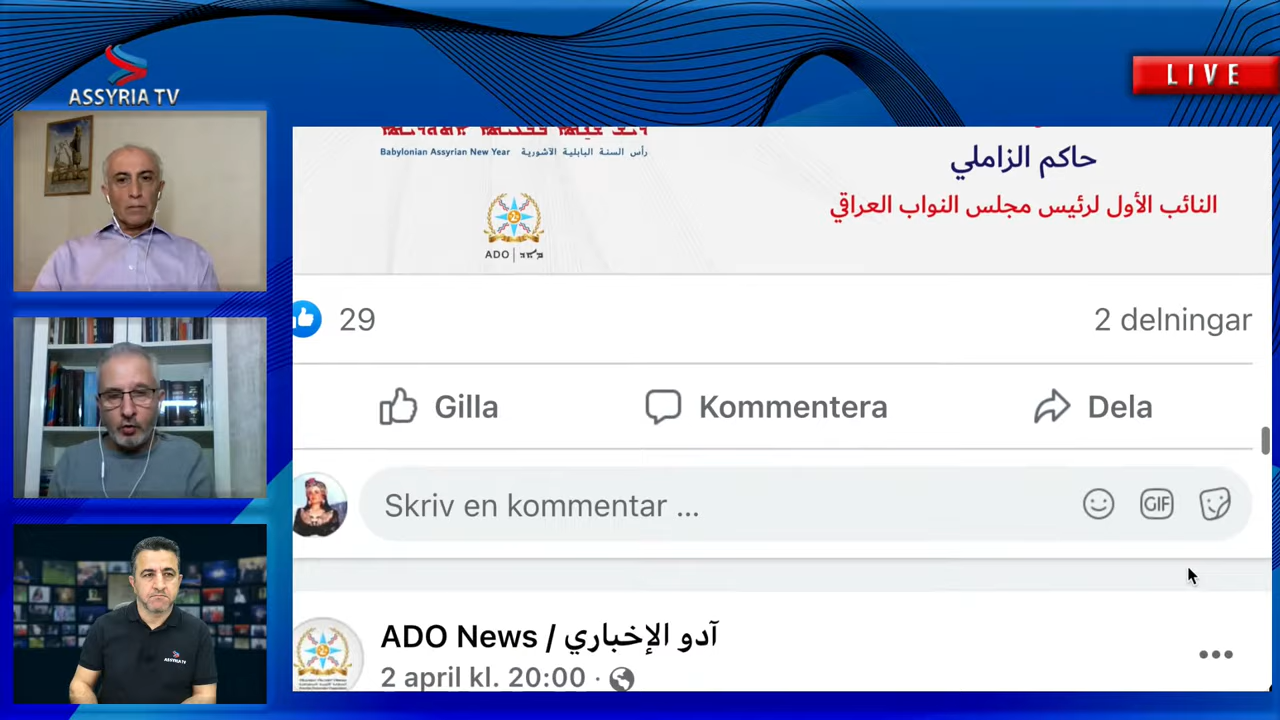 ASSYRIA TV
LIVE
Babylonian Assyrian New Year رأس السنة البابلية الآشورية
حاكم الزاملي
النائب الأول لرئيس مجلس النواب العراقي
ADO
29
2 delningar
Gilla
Kommentera
Dela
Skriv en kommentar ...
GIF
ADO News / آدو الإخباري
2 april kl. 20:00 ·
ASSYRIA TV